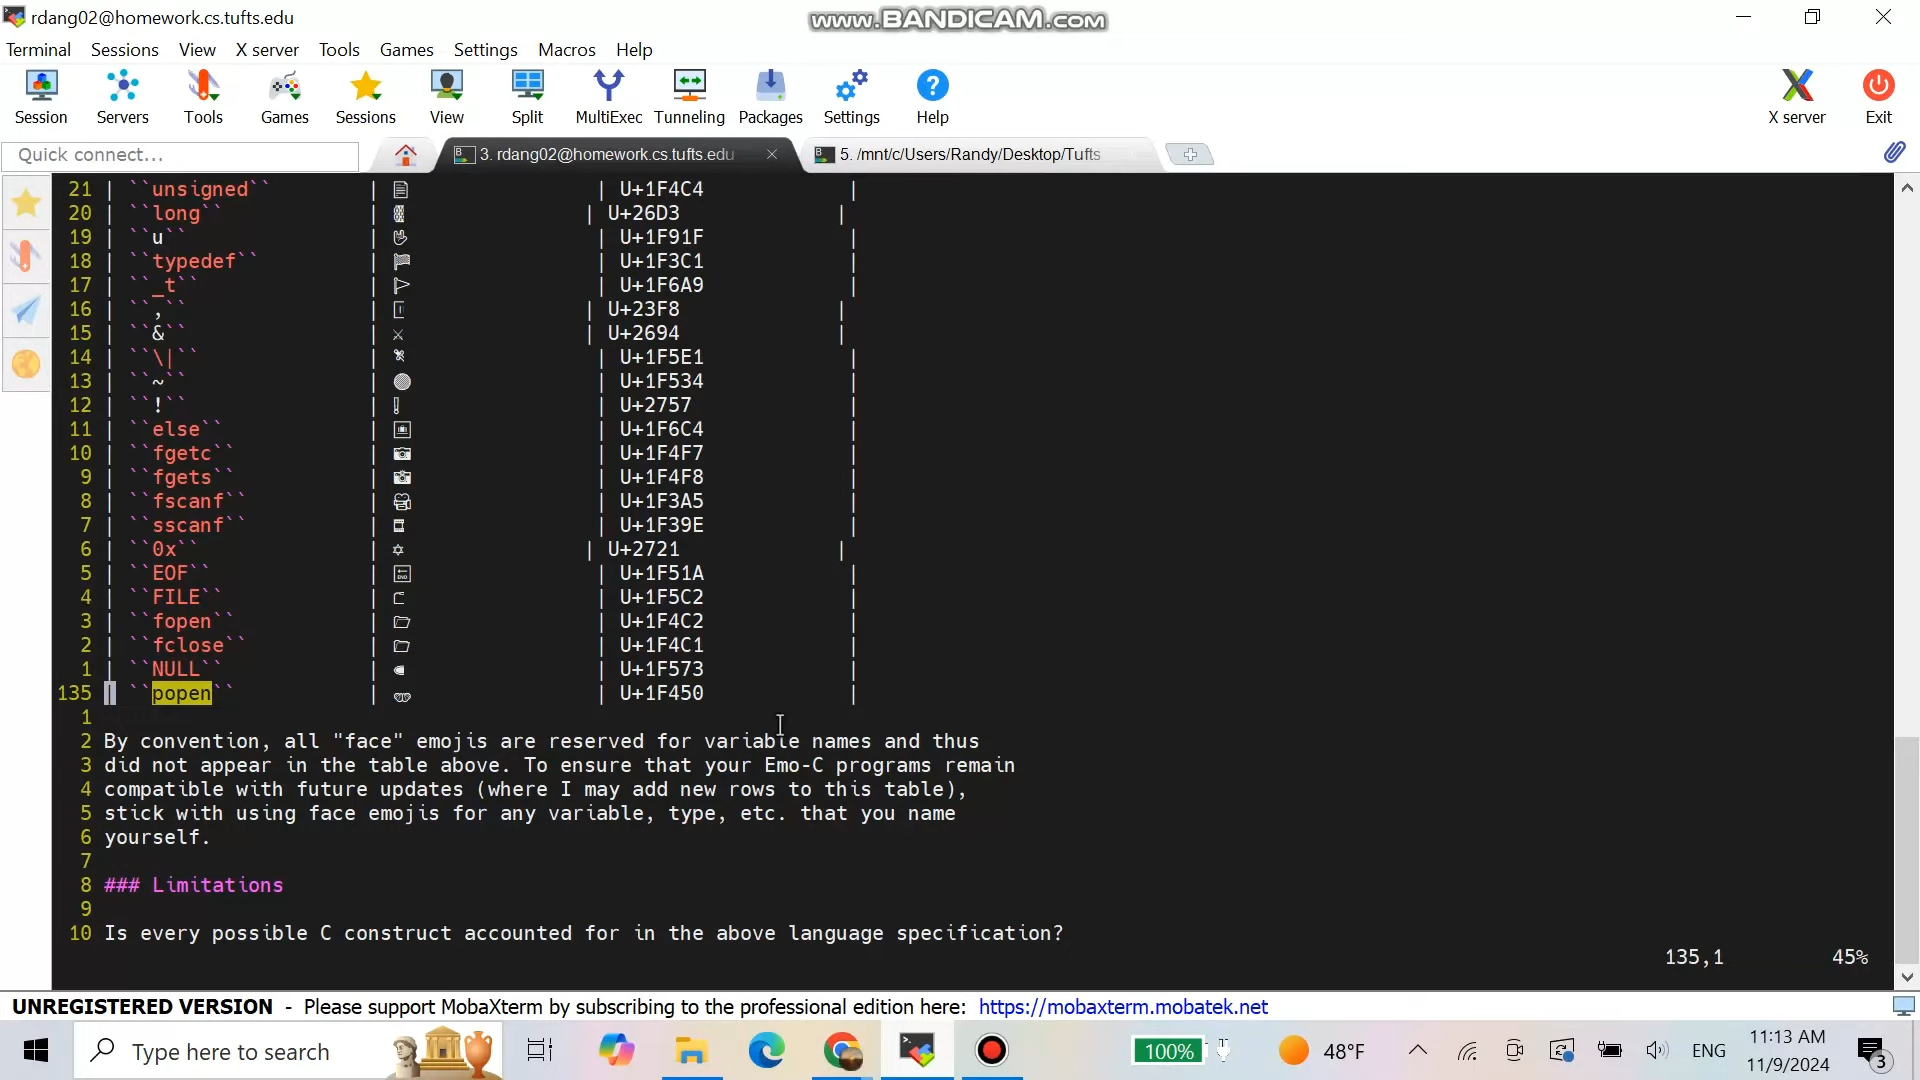 rdang02@homework.cs.tufts.edu
www.BANDICAM.com
Terminal Sessions View X server Tools Games Settings Macros Help
Session Servers Tools Games Sessions View Split MultiExec Tunneling Packages Settings Help X server Exit
Quick connect... 3. rdang02@homework.cs.tufts.edu 5. /mnt/c/Users/Randy/Desktop/Tufts
21 | ``unsigned`` | 📄 | U+1F4C4 |
20 | ``long`` | ⛓ | U+26D3 |
19 | ``u`` | 🤟 | U+1F91F |
18 | ``typedef`` | 🏁 | U+1F3C1 |
17 | ``_t`` | 🚩 | U+1F6A9 |
16 | ``,`` | ⏸ | U+23F8 |
15 | ``&`` | ⚔ | U+2694 |
14 | ``\|`` | 🗡 | U+1F5E1 |
13 | ``~`` | 🔴 | U+1F534 |
12 | ``!`` | ❗ | U+2757 |
11 | ``else`` | 🛄 | U+1F6C4 |
10 | ``fgetc`` | 📷 | U+1F4F7 |
9 | ``fgets`` | 📸 | U+1F4F8 |
8 | ``fscanf`` | 🎥 | U+1F3A5 |
7 | ``sscanf`` | 🎞 | U+1F39E |
6 | ``0x`` | ✡ | U+2721 |
5 | ``EOF`` | 🔚 | U+1F51A |
4 | ``FILE`` | 🗂 | U+1F5C2 |
3 | ``fopen`` | 📂 | U+1F4C2 |
2 | ``fclose`` | 📁 | U+1F4C1 |
1 | ``NULL`` | 🕳 | U+1F573 |
135 | ``popen`` | 👐 | U+1F450 |
1
2 By convention, all "face" emojis are reserved for variable names and thus
3 did not appear in the table above. To ensure that your Emo-C programs remain
4 compatible with future updates (where I may add new rows to this table),
5 stick with using face emojis for any variable, type, etc. that you name
6 yourself.
7
8 ### Limitations
9
10 Is every possible C construct accounted for in the above language specification?
135,1 45%
UNREGISTERED VERSION - Please support MobaXterm by subscribing to the professional edition here: https://mobaxterm.mobatek.net
Type here to search 100% 48°F ENG 11:13 AM
11/9/2024 3